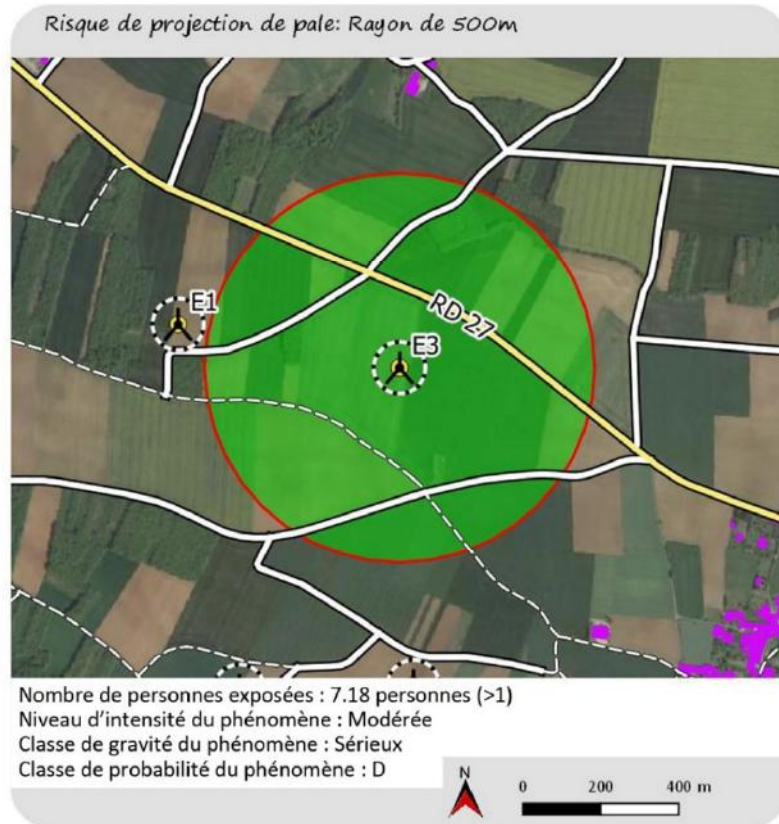 Risque de projection de pale: Rayon de 500m
E1
RD 27
E3
Nombre de personnes exposées : 7.18 personnes (>1)
Niveau d'intensité du phénomène : Modérée
Classe de gravité du phénomène : Sérieux
Classe de probabilité du phénomène : D
N
0 200 400 m